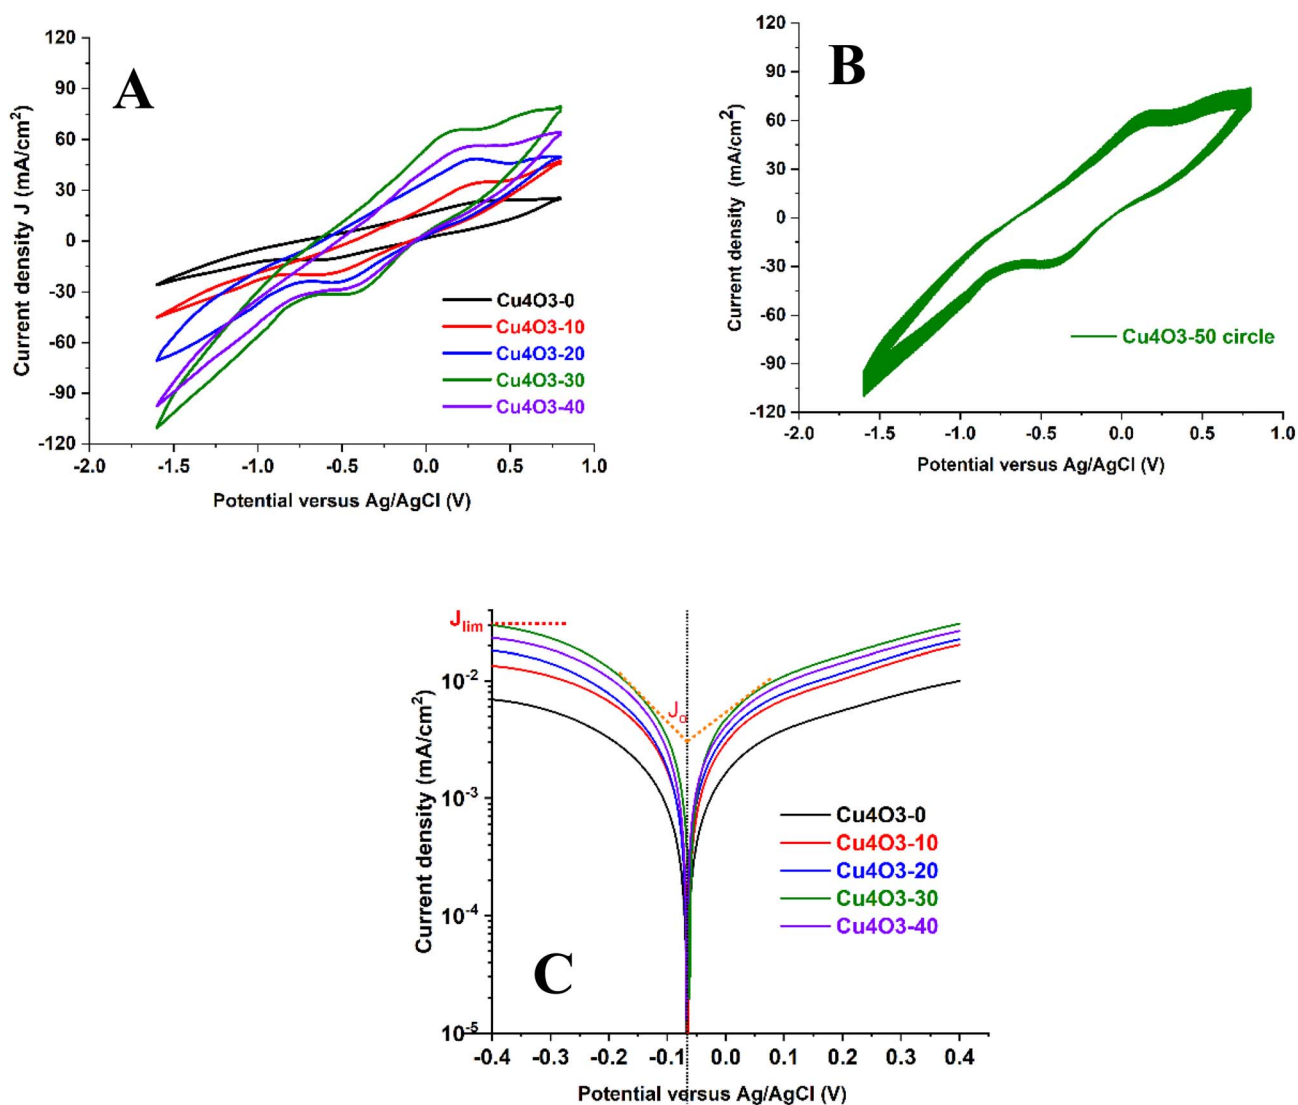 A
Current density J (mA/cm²)
120
90
60
30
0
-30
-60
-90
-120
Cu4O3-0
Cu4O3-10
Cu4O3-20
Cu4O3-30
Cu4O3-40
-2.0 -1.5 -1.0 -0.5 0.0 0.5 1.0
Potential versus Ag/AgCl (V)
B
Current density (mA/cm²)
120
90
60
30
0
-30
-60
-90
-120
Cu4O3-50 circle
-2.0 -1.5 -1.0 -0.5 0.0 0.5 1.0
Potential versus Ag/AgCl (V)
J_lim
Current density (mA/cm²)
10⁻²
10⁻³
10⁻⁴
10⁻⁵
J₀
Cu4O3-0
Cu4O3-10
Cu4O3-20
Cu4O3-30
Cu4O3-40
C
-0.4 -0.3 -0.2 -0.1 0.0 0.1 0.2 0.3 0.4
Potential versus Ag/AgCl (V)